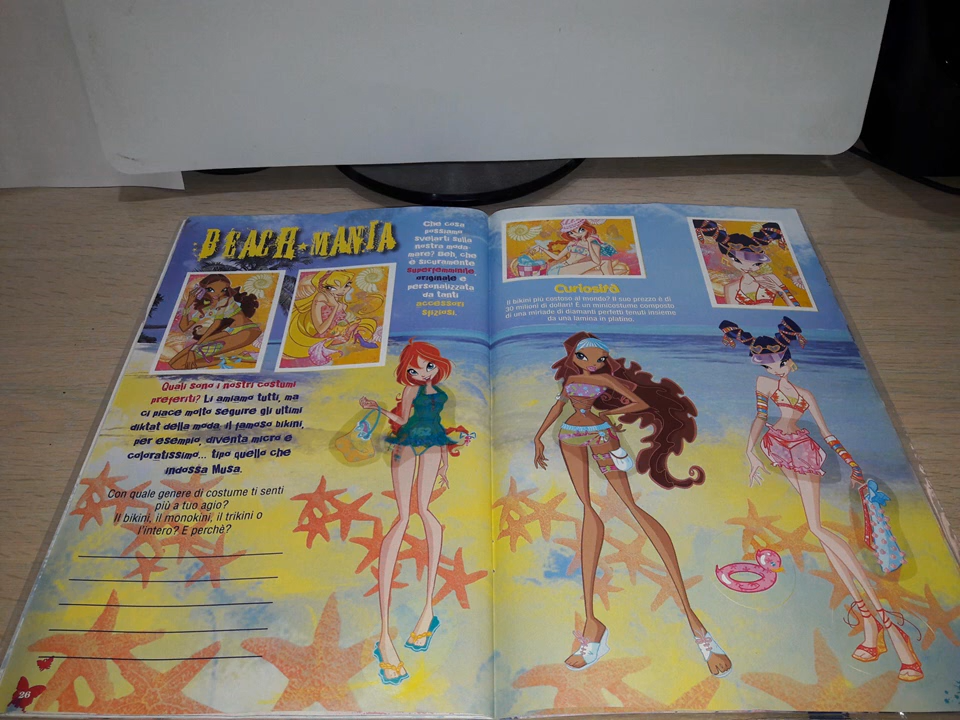 BEACH★MANIA
Che cosa
possiamo
svelarti sulla
nostra moda-
mare? Beh, che
è sicuramente
superfemminile,
originale e
personalizzata
da tanti
accessori
sfiziosi.
Quali sono i nostri costumi
preferiti? Li amiamo tutti, ma
ci piace molto seguire gli ultimi
diktat della moda. Il famoso bikini,
per esempio, diventa micro e
coloratissimo... tipo quello che
indossa Musa.
Con quale genere di costume ti senti
più a tuo agio?
Il bikini, il monokini, il trikini o
l'intero? E perchè?
26
Curiosità
Il bikini più costoso al mondo? Il suo prezzo è di
30 milioni di dollari! È un minicostume composto
di una miriade di diamanti perfetti tenuti insieme
da una lamina in platino.